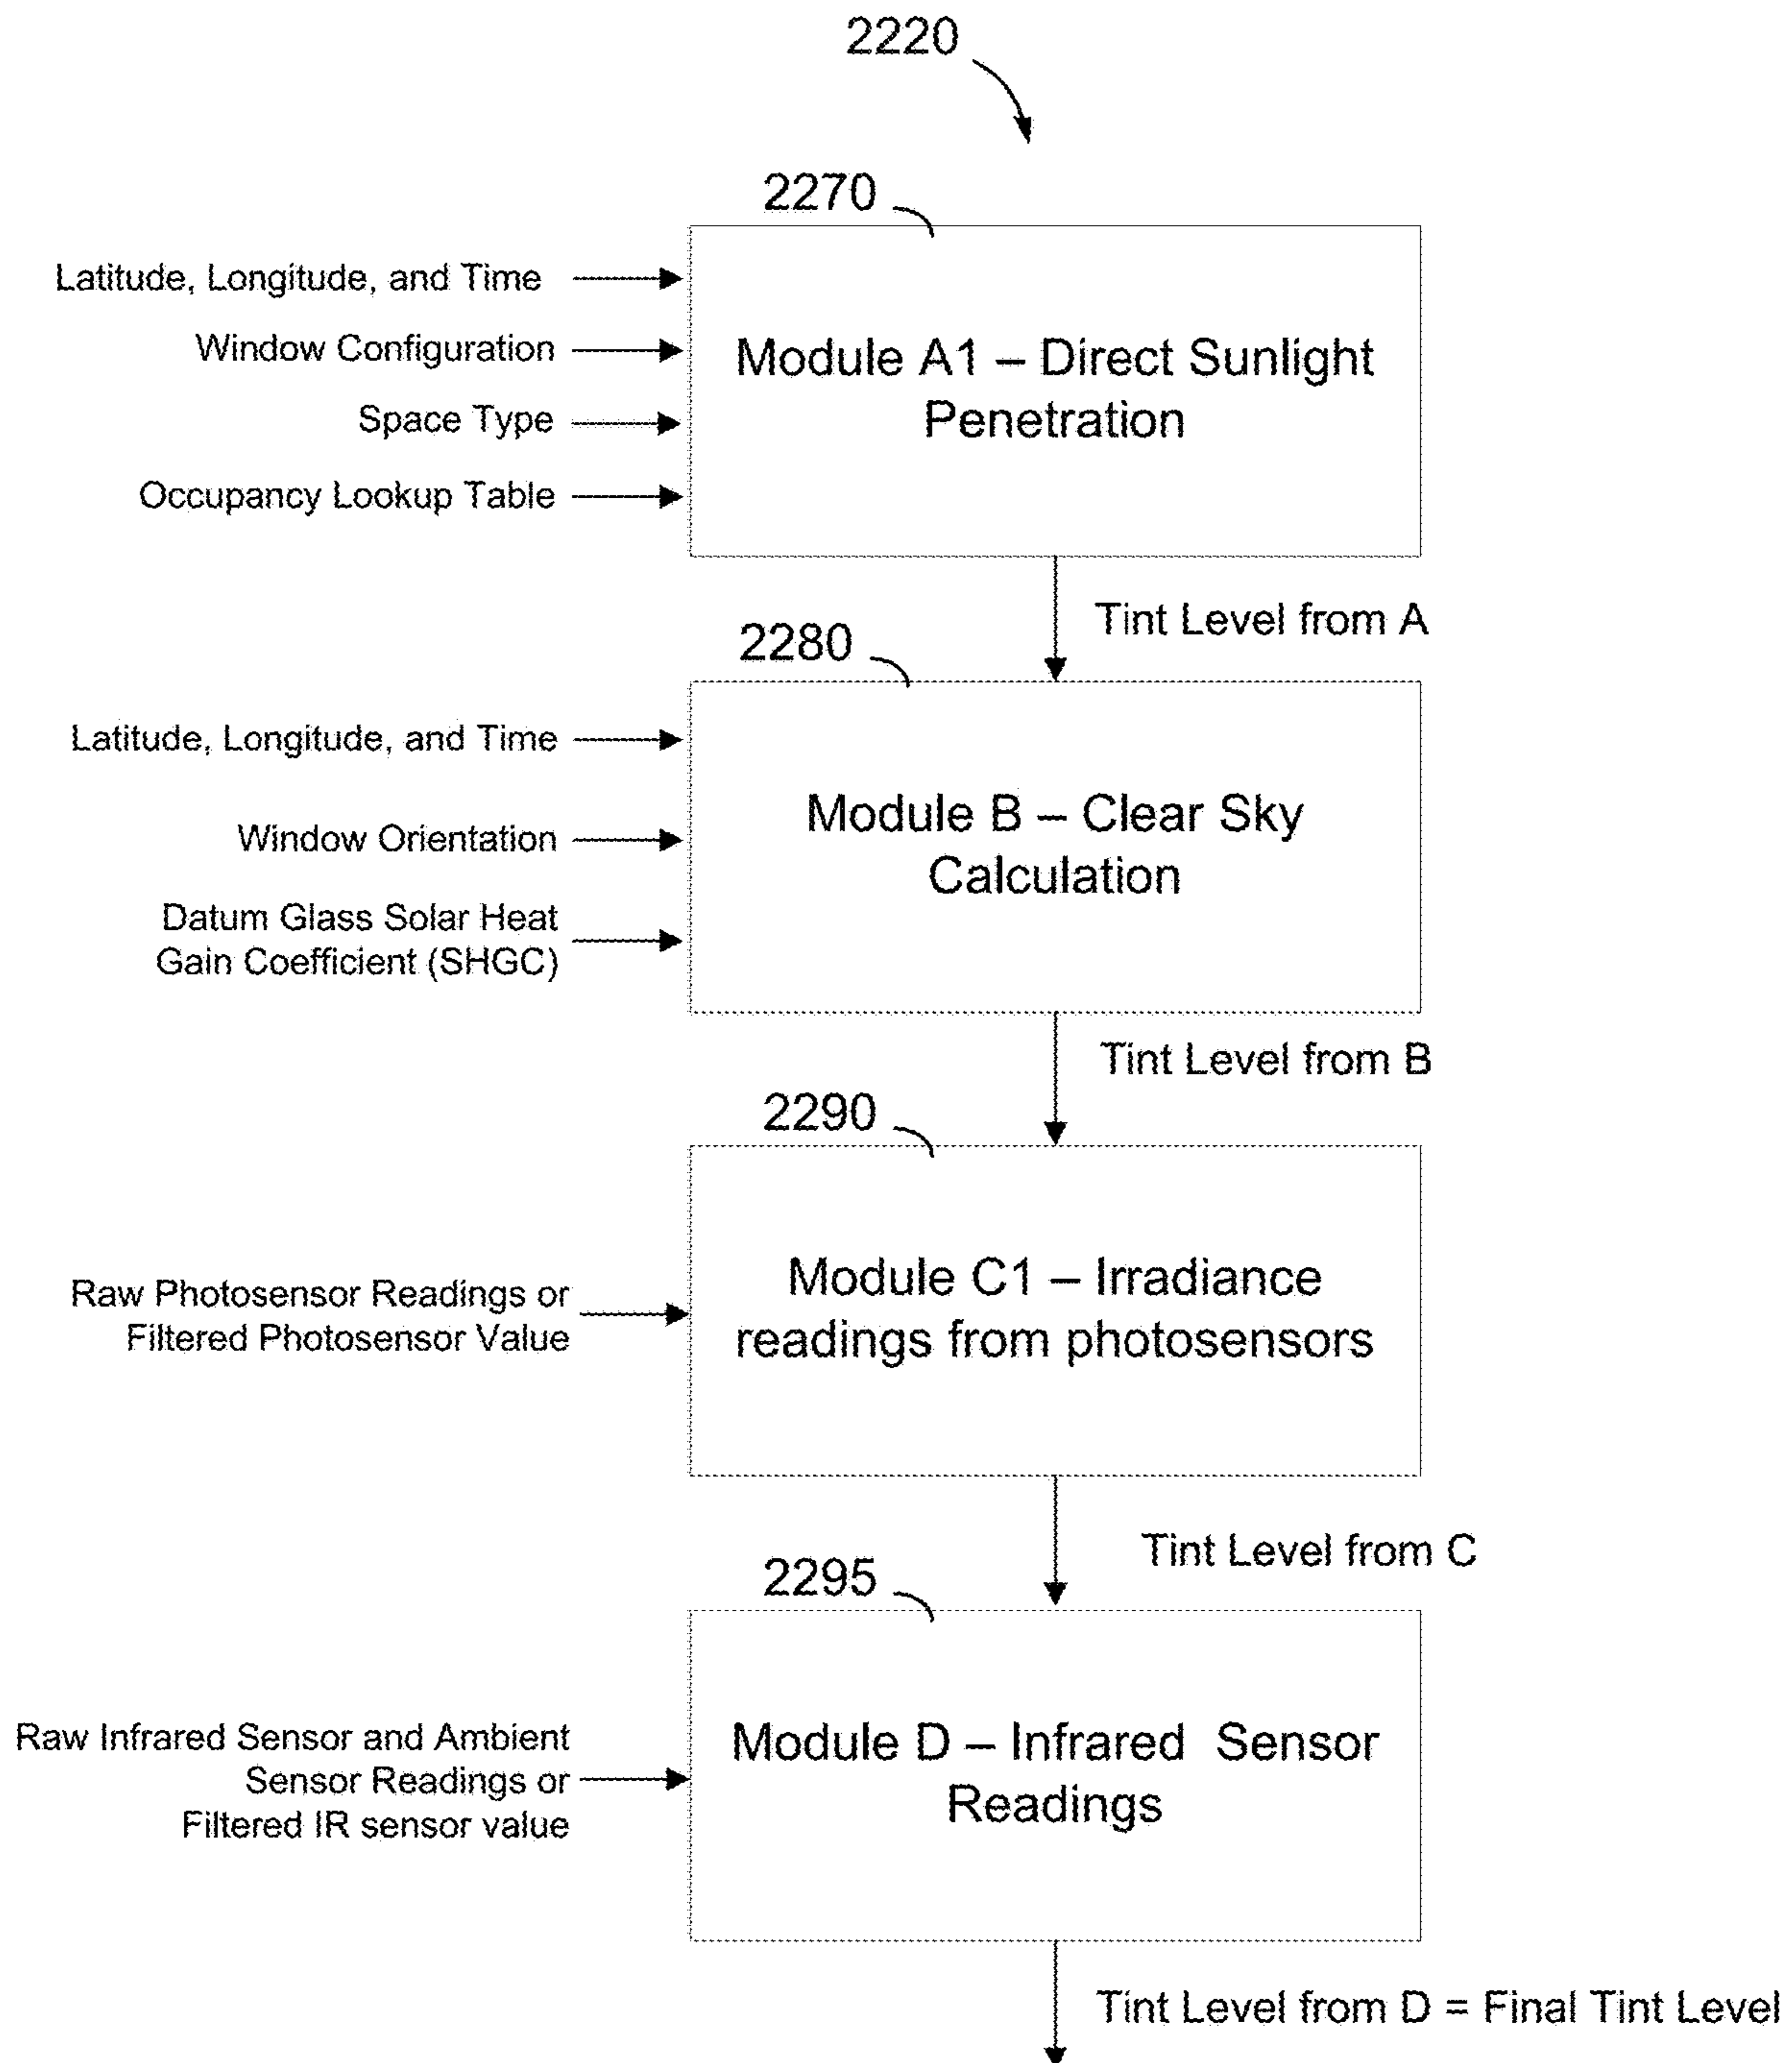 2220
2270
Latitude, Longitude, and Time
Window Configuration
Space Type
Occupancy Lookup Table
Module A1 – Direct Sunlight
Penetration
Tint Level from A
2280
Latitude, Longitude, and Time
Window Orientation
Datum Glass Solar Heat
Gain Coefficient (SHGC)
Module B – Clear Sky
Calculation
Tint Level from B
2290
Raw Photosensor Readings or
Filtered Photosensor Value
Module C1 – Irradiance
readings from photosensors
Tint Level from C
2295
Raw Infrared Sensor and Ambient
Sensor Readings or
Filtered IR sensor value
Module D – Infrared Sensor
Readings
Tint Level from D = Final Tint Level